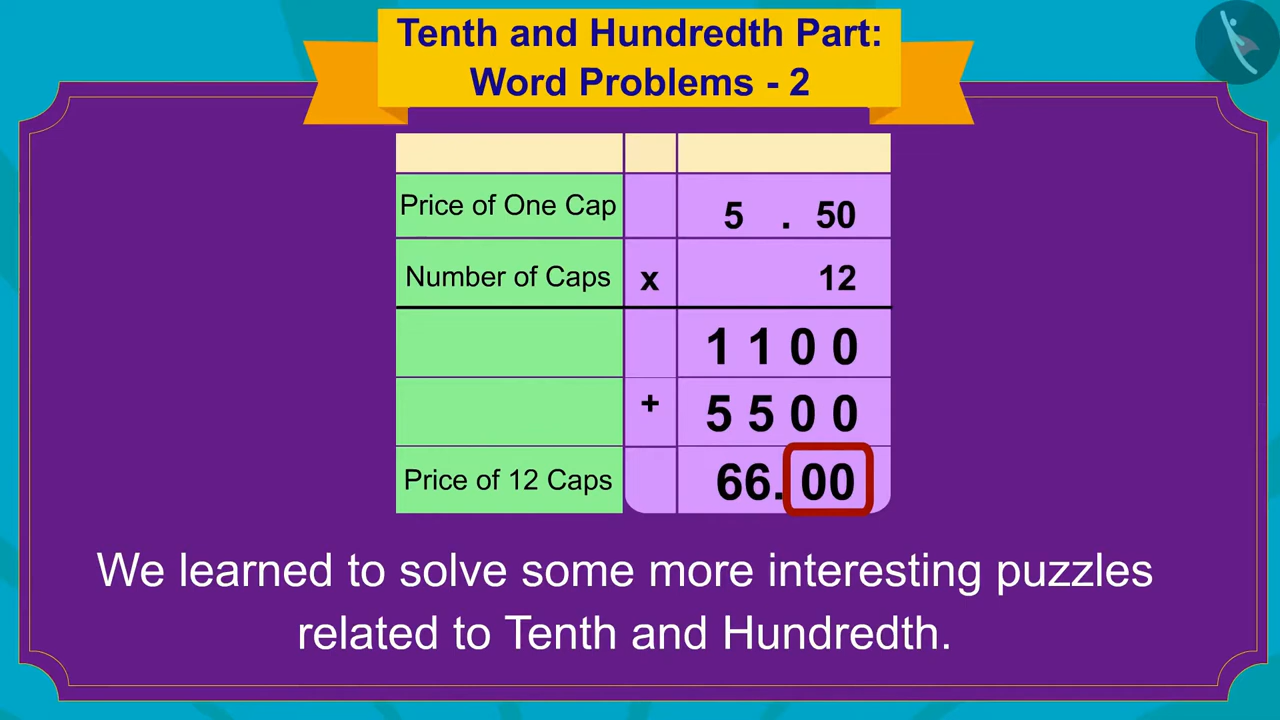 Tenth and Hundredth Part:
Word Problems - 2
Price of One Cap 5 . 50
Number of Caps x 12
1 1 0 0
+ 5 5 0 0
Price of 12 Caps 66.00
We learned to solve some more interesting puzzles
related to Tenth and Hundredth.